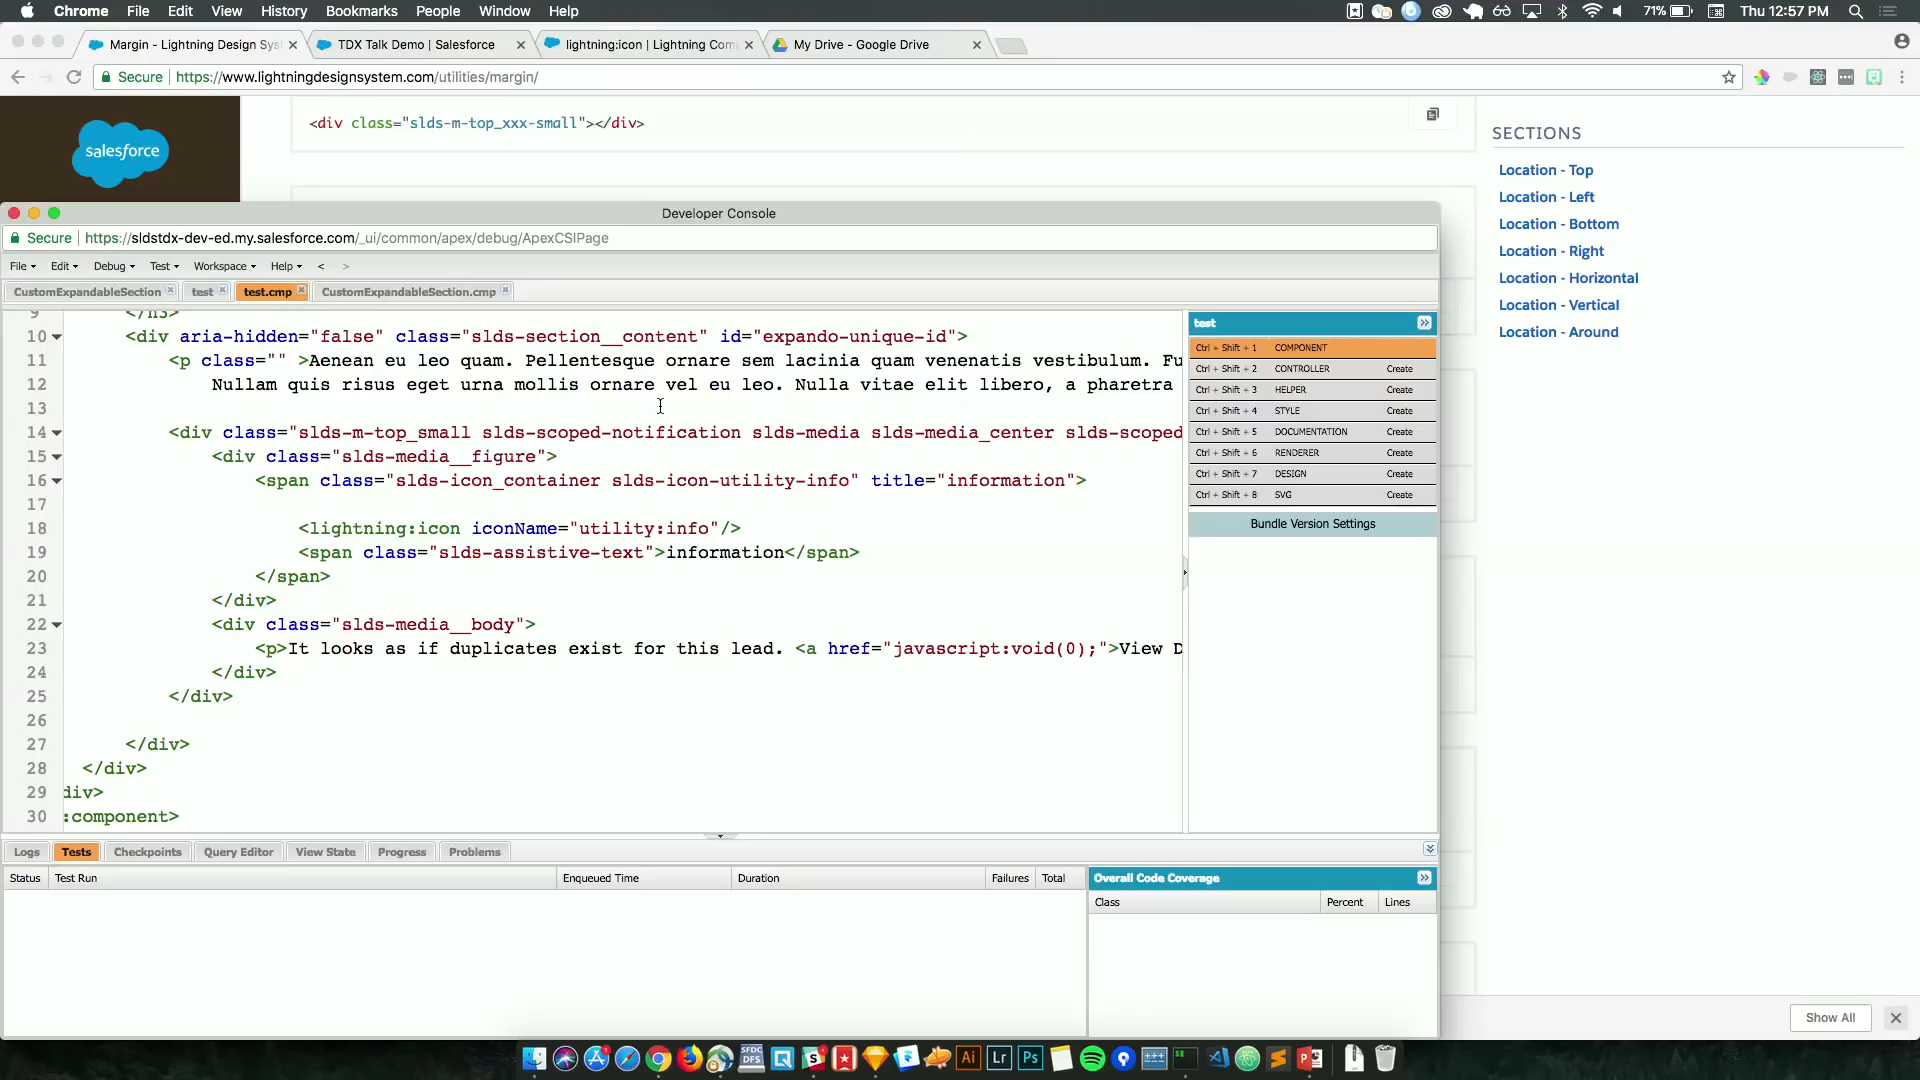 Chrome File Edit View History Bookmarks People Window Help 71% Thu 12:57 PM
Margin - Lightning Design Sys TDX Talk Demo | Salesforce lightning:icon | Lightning Com My Drive - Google Drive
Secure https://www.lightningdesignsystem.com/utilities/margin/
salesforce
<div class="slds-m-top_xxx-small"></div>
SECTIONS
Location - Top
Location - Left
Location - Bottom
Location - Right
Location - Horizontal
Location - Vertical
Location - Around
Developer Console
Secure https://sldstdx-dev-ed.my.salesforce.com/_ui/common/apex/debug/ApexCSIPage
File Edit Debug Test Workspace Help < >
CustomExpandableSection test test.cmp CustomExpandableSection.cmp
9 </h3>
10 <div aria-hidden="false" class="slds-section__content" id="expando-unique-id">
11 <p class="" >Aenean eu leo quam. Pellentesque ornare sem lacinia quam venenatis vestibulum. Fu
12 Nullam quis risus eget urna mollis ornare vel eu leo. Nulla vitae elit libero, a pharetra
13
14 <div class="slds-m-top_small slds-scoped-notification slds-media slds-media_center slds-scoped
15 <div class="slds-media__figure">
16 <span class="slds-icon_container slds-icon-utility-info" title="information">
17
18 <lightning:icon iconName="utility:info"/>
19 <span class="slds-assistive-text">information</span>
20 </span>
21 </div>
22 <div class="slds-media__body">
23 <p>It looks as if duplicates exist for this lead. <a href="javascript:void(0);">View D
24 </div>
25 </div>
26
27 </div>
28 </div>
29 div>
30 :component>
test
Ctrl + Shift + 1 COMPONENT
Ctrl + Shift + 2 CONTROLLER Create
Ctrl + Shift + 3 HELPER Create
Ctrl + Shift + 4 STYLE Create
Ctrl + Shift + 5 DOCUMENTATION Create
Ctrl + Shift + 6 RENDERER Create
Ctrl + Shift + 7 DESIGN Create
Ctrl + Shift + 8 SVG Create
Bundle Version Settings
Logs Tests Checkpoints Query Editor View State Progress Problems
Status Test Run Enqueued Time Duration Failures Total
Overall Code Coverage
Class Percent Lines
Show All
SFDC
DFS
Ai Lr Ps